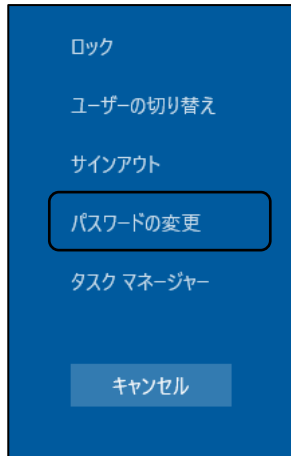 ロック
ユーザーの切り替え
サインアウト
パスワードの変更
タスク マネージャー
キャンセル